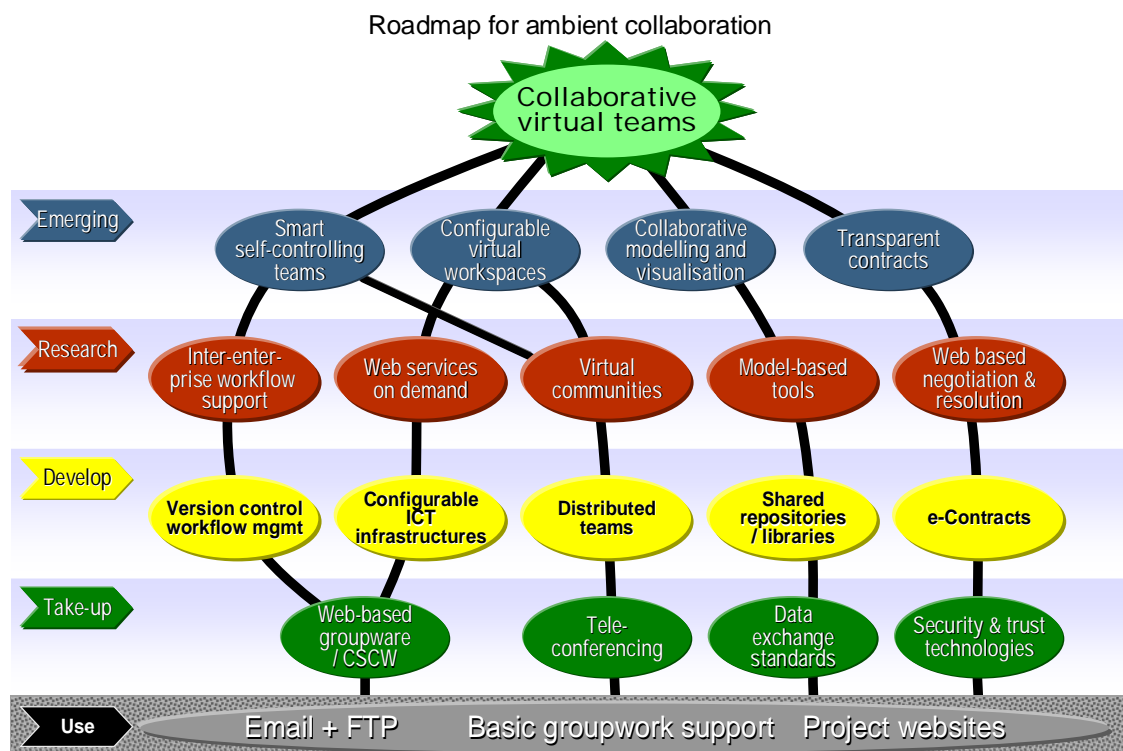 Roadmap for ambient collaboration
Collaborative
virtual teams
Emerging
Smart
self-controlling
teams
Configurable
virtual
workspaces
Collaborative
modelling and
visualisation
Transparent
contracts
Research
Inter-enter-
prise workflow
support
Web services
on demand
Virtual
communities
Model-based
tools
Web based
negotiation &
resolution
Develop
Version control
workflow mgmt
Configurable
ICT
infrastructures
Distributed
teams
Shared
repositories
/ libraries
e-Contracts
Take-up
Web-based
groupware
/ CSCW
Tele-
conferencing
Data
exchange
standards
Security & trust
technologies
Use
Email + FTP
Basic groupwork support
Project websites